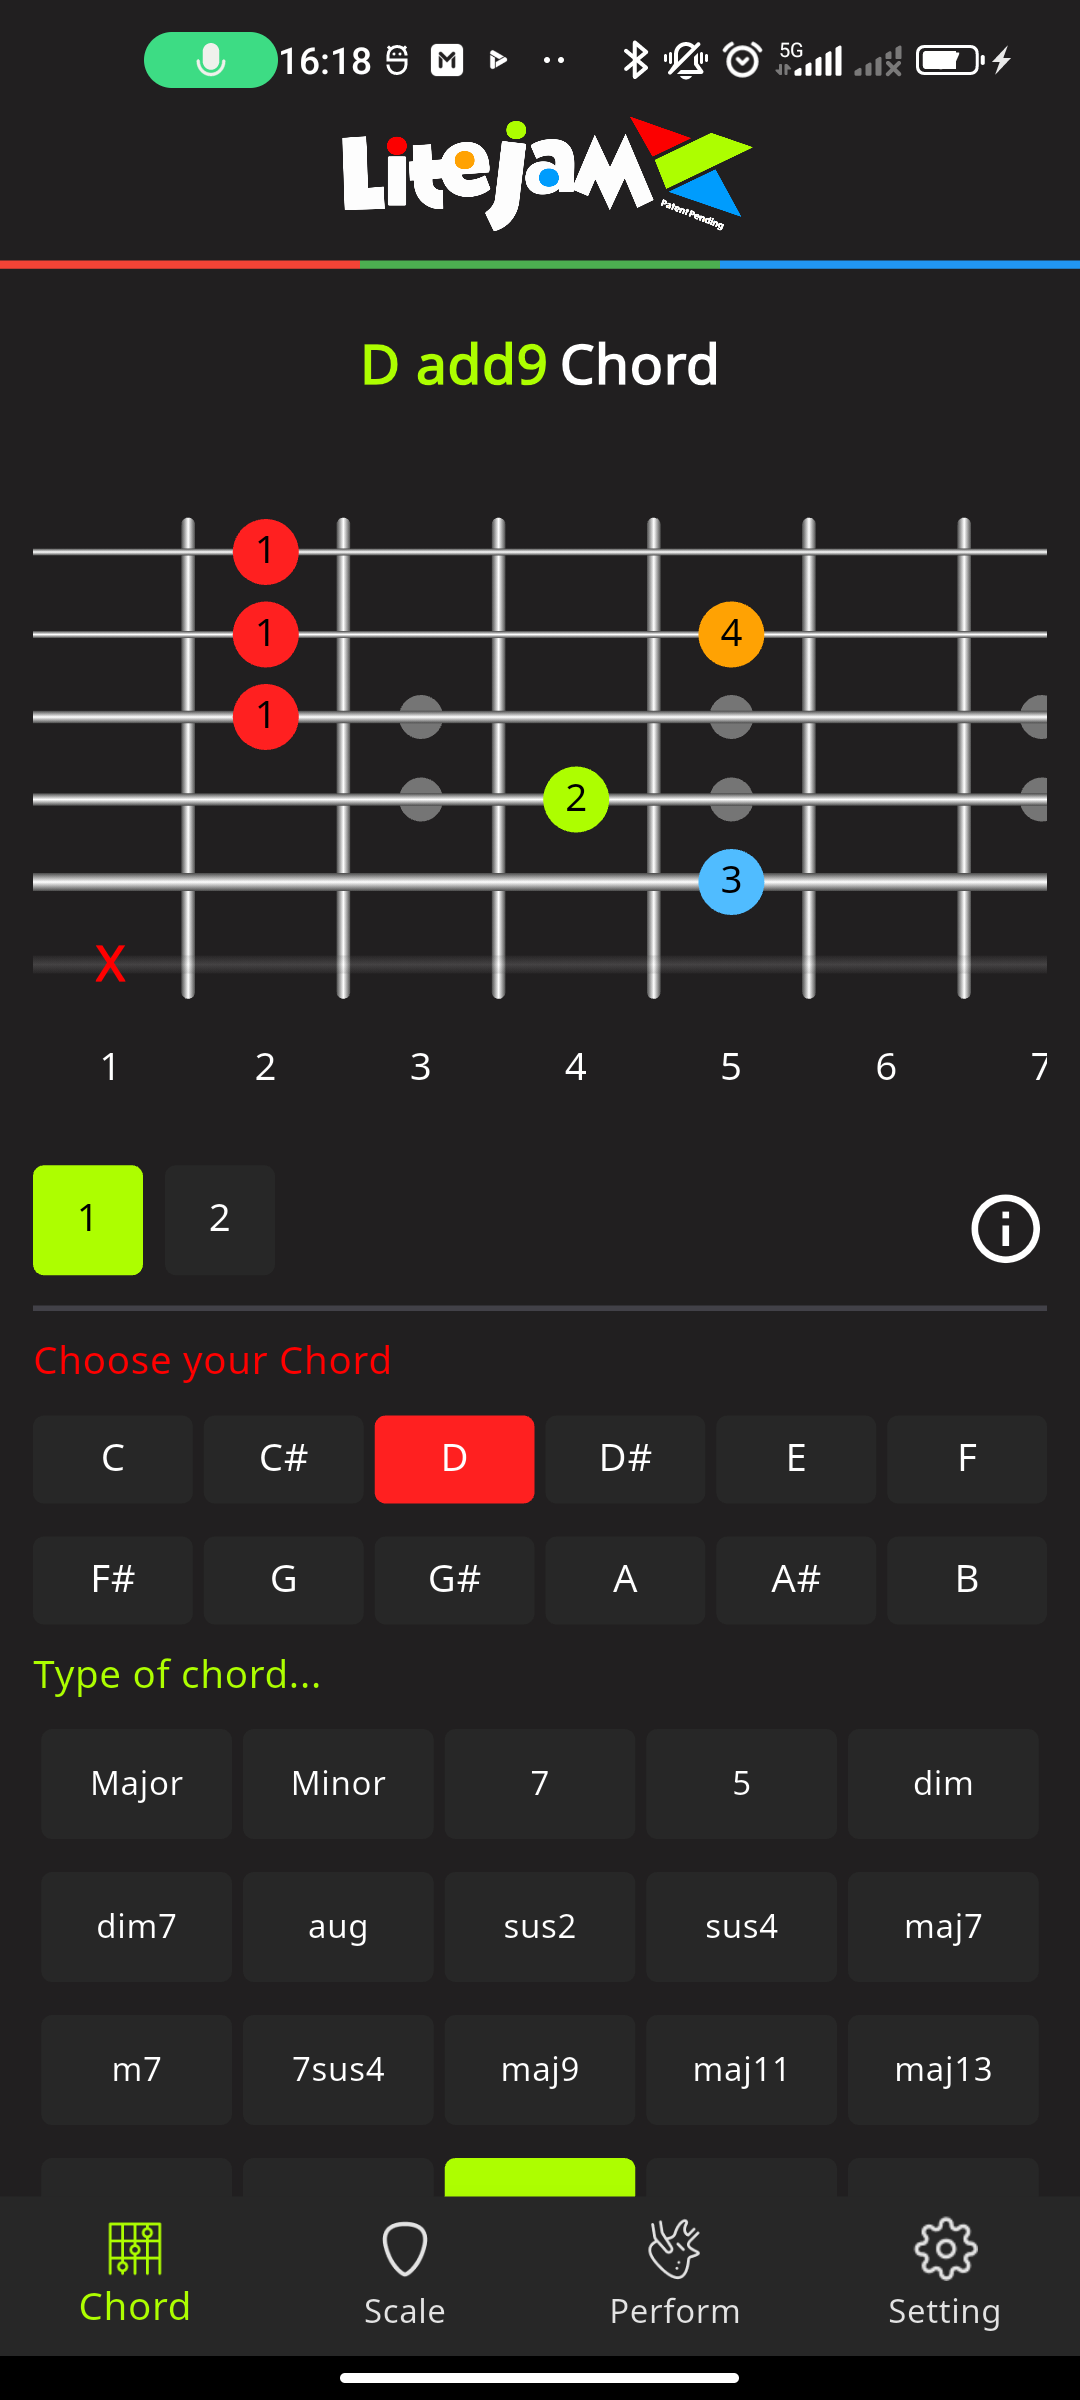 16:18 5G
Litejam
Patent Pending
D add9 Chord
1
1 4
1
2
3
X
1 2 3 4 5 6 7
1 2
Choose your Chord
C C# D D# E F
F# G G# A A# B
Type of chord...
Major Minor 7 5 dim
dim7 aug sus2 sus4 maj7
m7 7sus4 maj9 maj11 maj13
Chord Scale Perform Setting